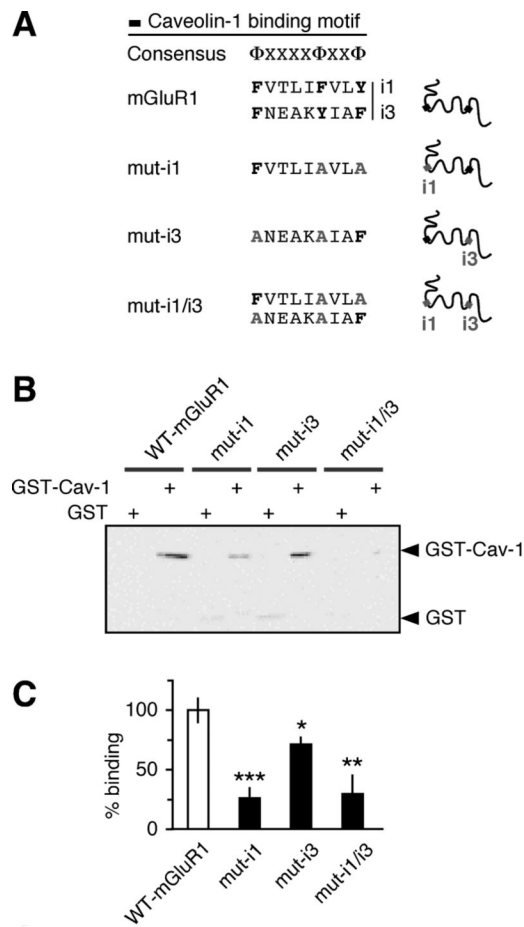 A
Caveolin-1 binding motif
Consensus ΦXXXXΦXXΦ
mGluR1 FVTLIFVLY i1
FNEAKYIAF i3
mut-i1 FVTLIAVLA
i1
mut-i3 ANEAKAIAF
i3
mut-i1/i3 FVTLIAVLA
ANEAKAIAF
i1 i3
B
WT-mGluR1 mut-i1 mut-i3 mut-i1/i3
GST-Cav-1 + + + +
GST + + + +
GST-Cav-1
GST
C
% binding
100
50
0
*** * **
WT-mGluR1 mut-i1 mut-i3 mut-i1/i3